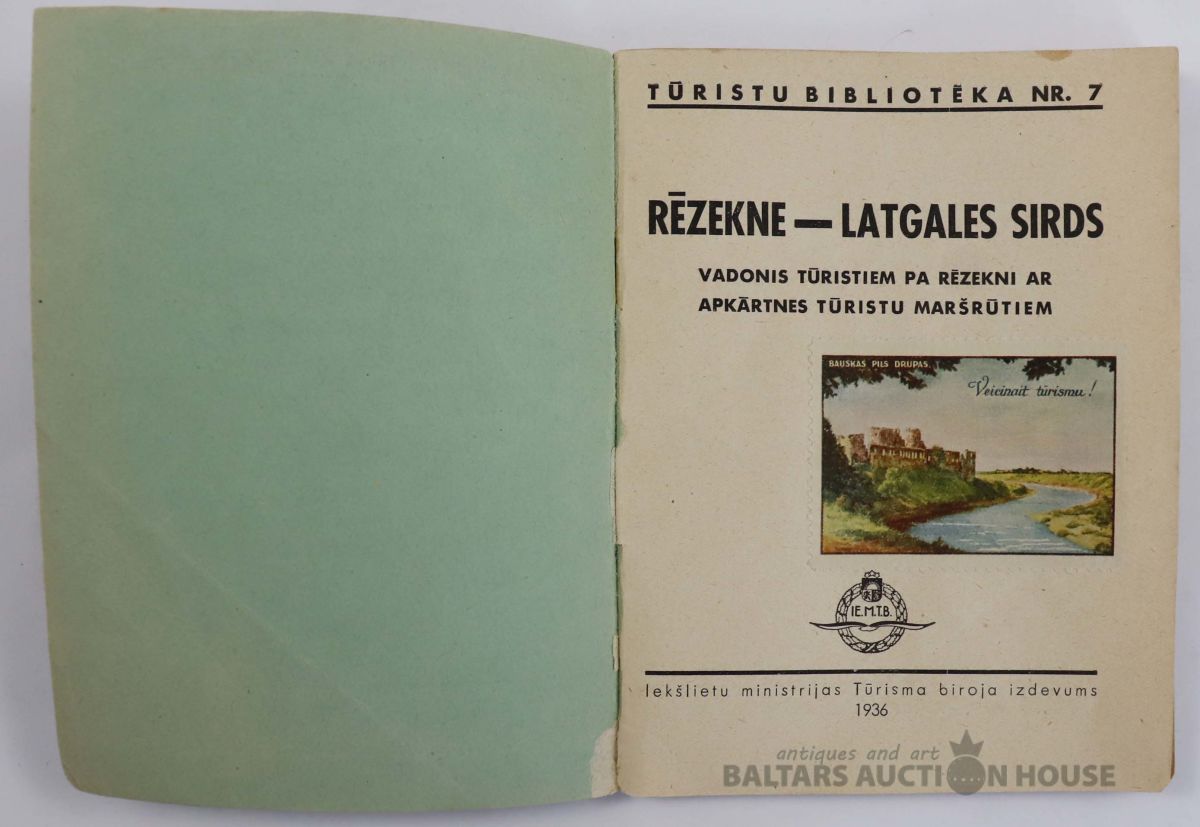 TŪRISTU BIBLIOTĒKA NR. 7
RĒZEKNE — LATGALES SIRDS
VADONIS TŪRISTIEM PA RĒZEKNI AR
APKĀRTNES TŪRISTU MARŠRŪTIEM
BAUSKAS PILS DRUPAS.
Veicinait tūrismu!
IE.M.T.B.
Iekšlietu ministrijas Tūrisma biroja izdevums
1936
antiques and art
BALTARS AUCTION HOUSE